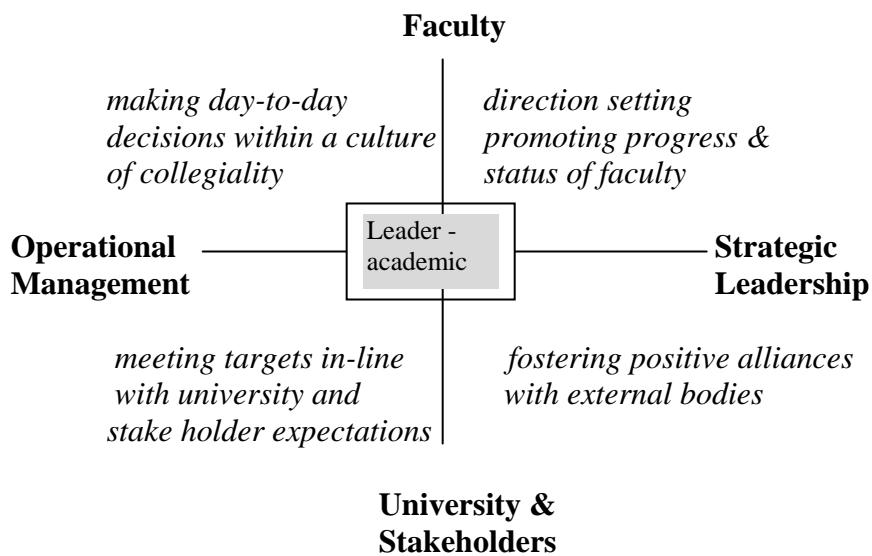 Faculty
making day-to-day
decisions within a culture
of collegiality
direction setting
promoting progress &
status of faculty
Operational
Management
Leader -
academic
Strategic
Leadership
meeting targets in-line
with university and
stake holder expectations
fostering positive alliances
with external bodies
University &
Stakeholders